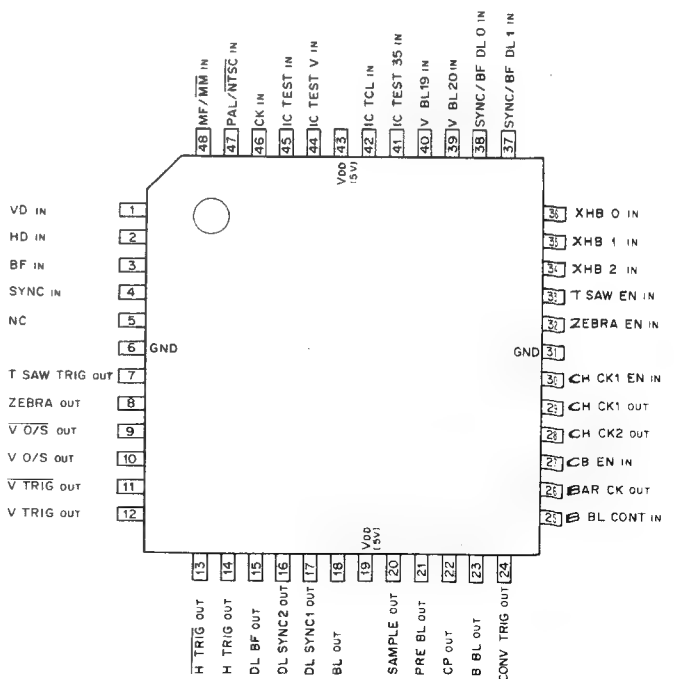 48 MF/MM IN
47 PAL/NTSC IN
46 CK IN
45 IC TEST IN
44 IC TEST V IN
43 VDD (5V)
42 IC TCL IN
41 IC TEST 35 IN
40 V BL19 IN
39 V BL20 IN
38 SYNC/BF DL 0 IN
37 SYNC/BF DL 1 IN
VD IN 1
HD IN 2
BF IN 3
SYNC IN 4
NC 5
6 GND
T SAW TRIG OUT 7
ZEBRA OUT 8
V O/S OUT 9
V O/S OUT 10
V TRIG OUT 11
V TRIG OUT 12
36 XHB 0 IN
35 XHB 1 IN
34 XHB 2 IN
33 T SAW EN IN
32 ZEBRA EN IN
GND 31
30 CH CK1 EN IN
29 CH CK1 OUT
28 CH CK2 OUT
27 CB EN IN
26 BAR CK OUT
25 B BL CONT IN
13 H TRIG OUT
14 H TRIG OUT
15 DL BF OUT
16 DL SYNC2 OUT
17 DL SYNC1 OUT
18 BL OUT
VDD (5V) 19
20 SAMPLE OUT
21 PRE BL OUT
22 CP OUT
23 B BL OUT
24 CONV TRIG OUT